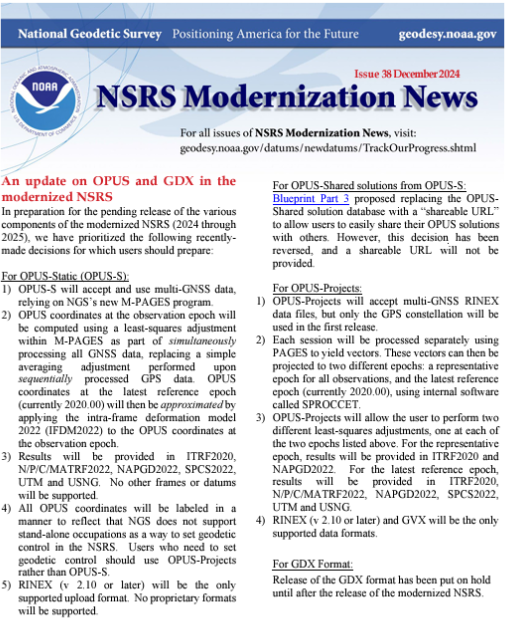 National Geodetic Survey Positioning America for the Future geodesy.noaa.gov
Issue 38 December 2024
NOAA
NSRS Modernization News
For all issues of NSRS Modernization News, visit:
geodesy.noaa.gov/datums/newdatums/TrackOurProgress.shtml
An update on OPUS and GDX in the
modernized NSRS
In preparation for the pending release of the various
components of the modernized NSRS (2024 through
2025), we have prioritized the following recently-
made decisions for which users should prepare:
For OPUS-Static (OPUS-S):
1) OPUS-S will accept and use multi-GNSS data,
relying on NGS's new M-PAGES program.
2) OPUS coordinates at the observation epoch will
be computed using a least-squares adjustment
within M-PAGES as part of simultaneously
processing all GNSS data, replacing a simple
averaging adjustment performed upon
sequentially processed GPS data. OPUS
coordinates at the latest reference epoch
(currently 2020.00) will then be approximated by
applying the intra-frame deformation model
2022 (IFDM2022) to the OPUS coordinates at
the observation epoch.
3) Results will be provided in ITRF2020,
N/P/C/MATRF2022, NAPGD2022, SPCS2022,
UTM and USNG. No other frames or datums
will be supported.
4) All OPUS coordinates will be labeled in a
manner to reflect that NGS does not support
stand-alone occupations as a way to set geodetic
control in the NSRS. Users who need to set
geodetic control should use OPUS-Projects
rather than OPUS-S.
5) RINEX (v 2.10 or later) will be the only
supported upload format. No proprietary formats
will be supported.
For OPUS-Shared solutions from OPUS-S:
Blueprint Part 3 proposed replacing the OPUS-
Shared solution database with a "shareable URL"
to allow users to easily share their OPUS solutions
with others. However, this decision has been
reversed, and a shareable URL will not be
provided.
For OPUS-Projects:
1) OPUS-Projects will accept multi-GNSS RINEX
data files, but only the GPS constellation will be
used in the first release.
2) Each session will be processed separately using
PAGES to yield vectors. These vectors can then be
projected to two different epochs: a representative
epoch for all observations, and the latest reference
epoch (currently 2020.00), using internal software
called SPROCCET.
3) OPUS-Projects will allow the user to perform two
different least-squares adjustments, one at each of
the two epochs listed above. For the representative
epoch, results will be provided in ITRF2020 and
NAPGD2022. For the latest reference epoch,
results will be provided in ITRF2020,
N/P/C/MATRF2022, NAPGD2022, SPCS2022,
UTM and USNG.
4) RINEX (v 2.10 or later) and GVX will be the only
supported data formats.
For GDX Format:
Release of the GDX format has been put on hold
until after the release of the modernized NSRS.